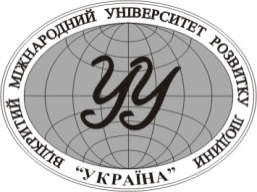 ВІДКРИТИЙ МІЖНАРОДНИЙ УНІВЕРСИТЕТ РОЗВИТКУ ЛЮДИНИ
"УКРАЇНА"
УУ